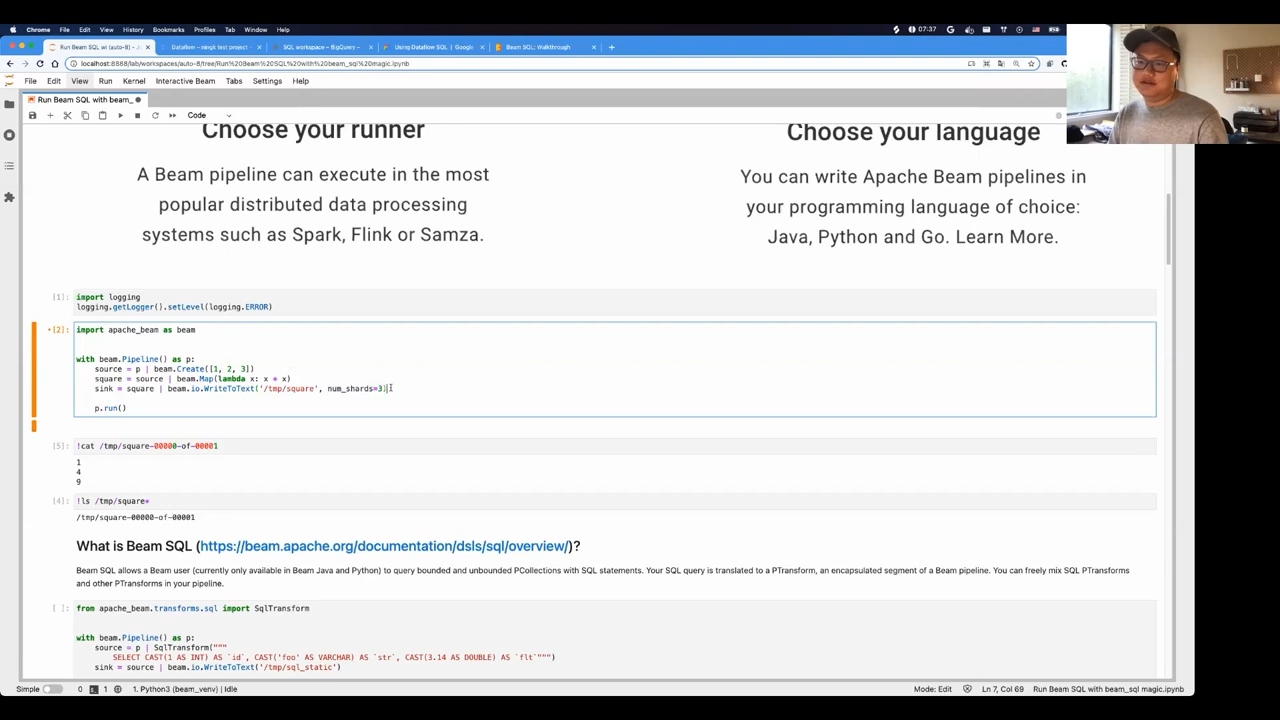 Chrome File Edit View History Bookmarks Profiles Tab Window Help 07:37
Run Beam SQL wi (auto-8) - J
Dataflow – ningk test project -
SQL workspace – BigQuery –
Using Dataflow SQL | Google
Beam SQL: Walkthrough
localhost:8888/lab/workspaces/auto-8/tree/Run%20Beam%20SQL%20with%20beam_sql%20magic.ipynb
File Edit View Run Kernel Interactive Beam Tabs Settings Help
Run Beam SQL with beam_
Code
Choose your runner
Choose your language
A Beam pipeline can execute in the most
popular distributed data processing
systems such as Spark, Flink or Samza.
You can write Apache Beam pipelines in
your programming language of choice:
Java, Python and Go. Learn More.
[1]: import logging
logging.getLogger().setLevel(logging.ERROR)
[2]: import apache_beam as beam
with beam.Pipeline() as p:
source = p | beam.Create([1, 2, 3])
square = source | beam.Map(lambda x: x * x)
sink = square | beam.io.WriteToText('/tmp/square', num_shards=3)
p.run()
[5]: !cat /tmp/square-00000-of-00001
1
4
9
[4]: !ls /tmp/square*
/tmp/square-00000-of-00001
What is Beam SQL (https://beam.apache.org/documentation/dsls/sql/overview/)?
Beam SQL allows a Beam user (currently only available in Beam Java and Python) to query bounded and unbounded PCollections with SQL statements. Your SQL query is translated to a PTransform, an encapsulated segment of a Beam pipeline. You can freely mix SQL PTransforms
and other PTransforms in your pipeline.
[ ]: from apache_beam.transforms.sql import SqlTransform
with beam.Pipeline() as p:
source = p | SqlTransform("""
SELECT CAST(1 AS INT) AS `id`, CAST('foo' AS VARCHAR) AS `str`, CAST(3.14 AS DOUBLE) AS `flt`""")
sink = source | beam.io.WriteToText('/tmp/sql_static')
Simple 0 1 Python3 (beam_venv) | Idle Mode: Edit Ln 7, Col 69 Run Beam SQL with beam_sql magic.ipynb